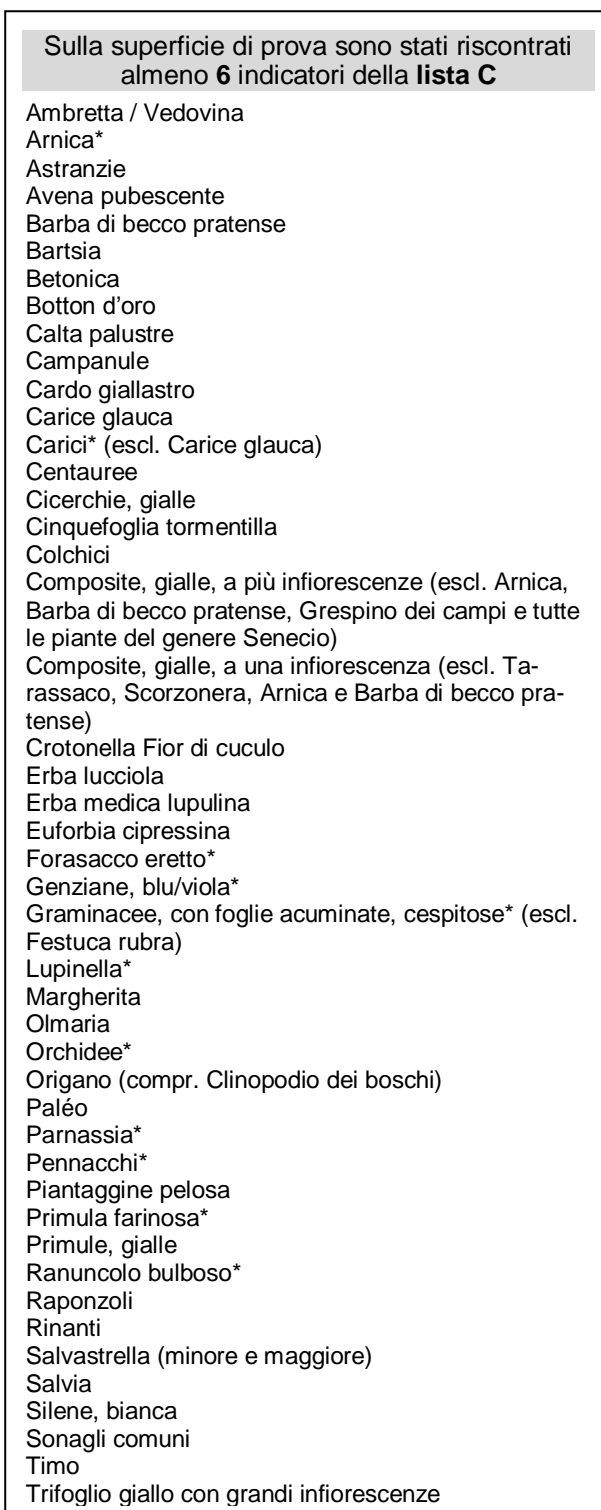 Sulla superficie di prova sono stati riscontrati
almeno 6 indicatori della lista C
Ambretta / Vedovina
Arnica*
Astranzie
Avena pubescente
Barba di becco pratense
Bartsia
Betonica
Botton d'oro
Calta palustre
Campanule
Cardo giallastro
Carice glauca
Carici* (escl. Carice glauca)
Centauree
Cicerchie, gialle
Cinquefoglia tormentilla
Colchici
Composite, gialle, a più infiorescenze (escl. Arnica,
Barba di becco pratense, Grespino dei campi e tutte
le piante del genere Senecio)
Composite, gialle, a una infiorescenza (escl. Ta-
rassaco, Scorzonera, Arnica e Barba di becco pra-
tense)
Crotonella Fior di cuculo
Erba lucciola
Erba medica lupulina
Euforbia cipressina
Forasacco eretto*
Genziane, blu/viola*
Graminacee, con foglie acuminate, cespitose* (escl.
Festuca rubra)
Lupinella*
Margherita
Olmaria
Orchidee*
Origano (compr. Clinopodio dei boschi)
Paléo
Parnassia*
Pennacchi*
Piantaggine pelosa
Primula farinosa*
Primule, gialle
Ranuncolo bulboso*
Raponzoli
Rinanti
Salvastrella (minore e maggiore)
Salvia
Silene, bianca
Sonagli comuni
Timo
Trifoglio giallo con grandi infiorescenze